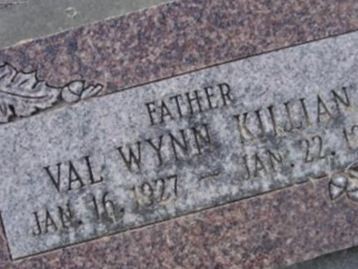 FATHER
VAL WYNN KILLIAN
JAN. 16, 1927 — JAN. 22,